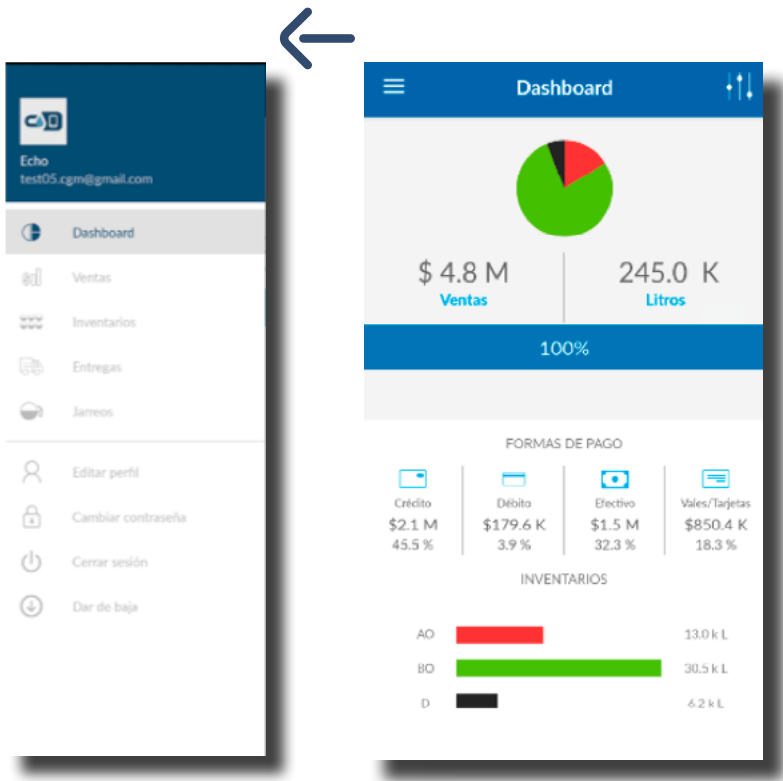 Echo
test05.cgm@gmail.com
Dashboard
Ventas
Inventarios
Entregas
Jarreos
Editar perfil
Cambiar contraseña
Cerrar sesión
Dar de baja
Dashboard
$ 4.8 M 245.0 K
Ventas Litros
100%
FORMAS DE PAGO
Crédito Débito Efectivo Vales/Tarjetas
$2.1 M $179.6 K $1.5 M $850.4 K
45.5 % 3.9 % 32.3 % 18.3 %
INVENTARIOS
AO 13.0 k L
BO 30.5 k L
D 6.2 k L